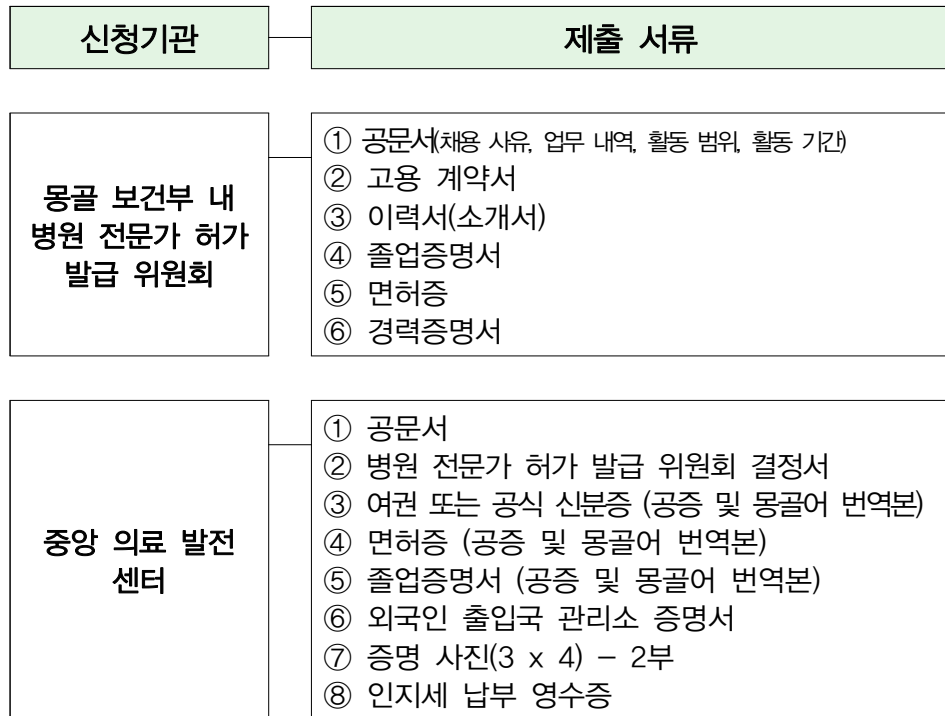 신청기관
제출 서류
몽골 보건부 내
병원 전문가 허가
발급 위원회
① 공문서(채용 사유, 업무 내역, 활동 범위, 활동 기간)
② 고용 계약서
③ 이력서(소개서)
④ 졸업증명서
⑤ 면허증
⑥ 경력증명서
중앙 의료 발전
센터
① 공문서
② 병원 전문가 허가 발급 위원회 결정서
③ 여권 또는 공식 신분증 (공증 및 몽골어 번역본)
④ 면허증 (공증 및 몽골어 번역본)
⑤ 졸업증명서 (공증 및 몽골어 번역본)
⑥ 외국인 출입국 관리소 증명서
⑦ 증명 사진(3 x 4) - 2부
⑧ 인지세 납부 영수증